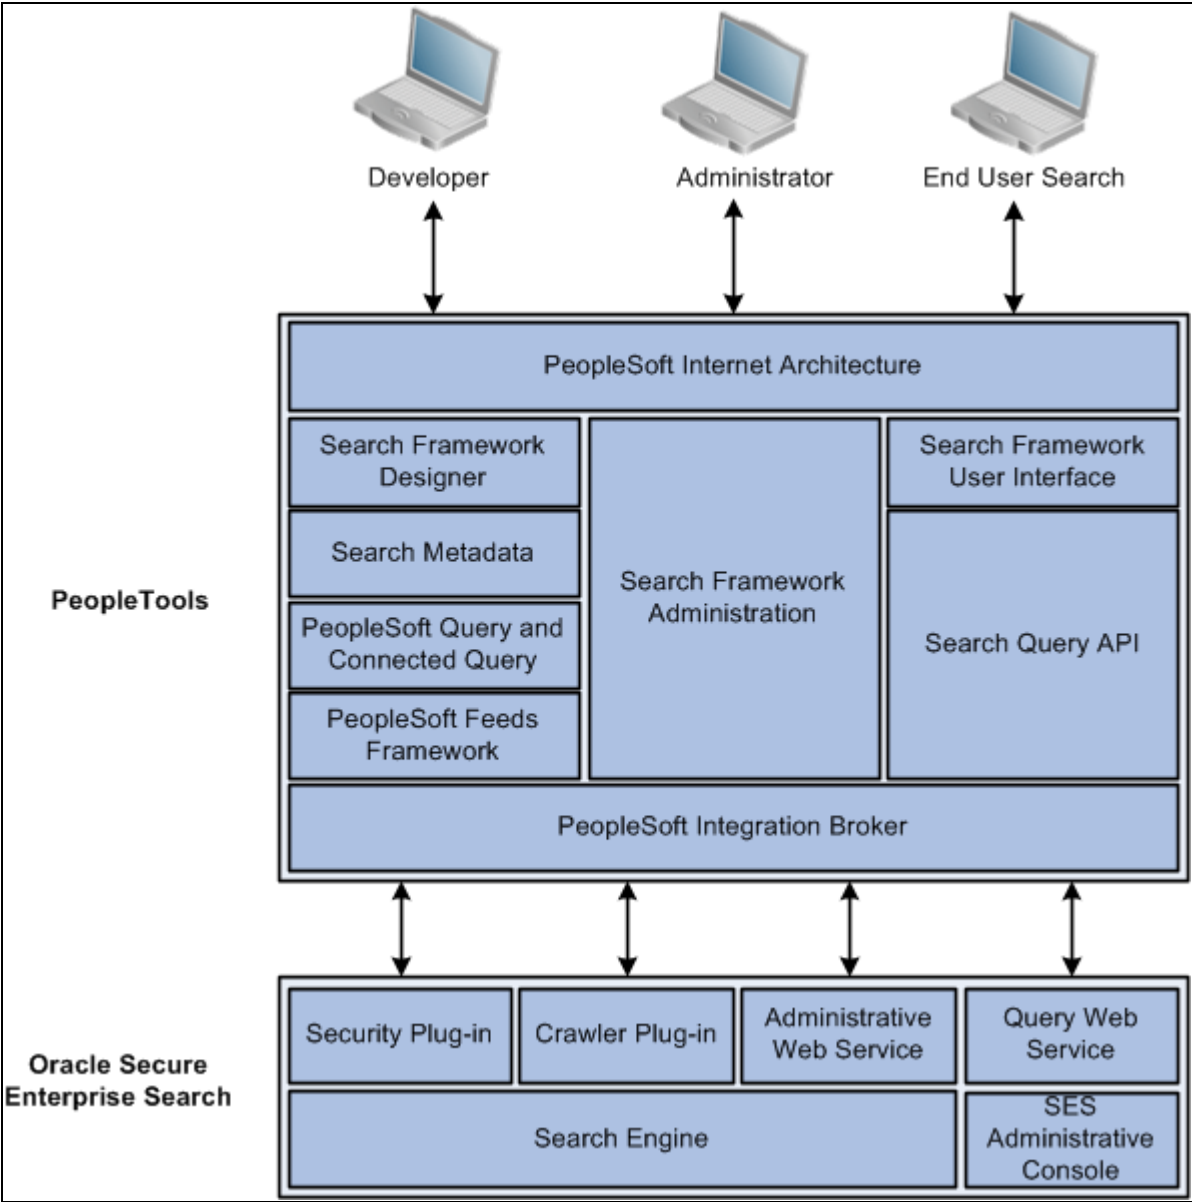 Developer
Administrator
End User Search
PeopleSoft Internet Architecture
Search Framework
Designer
Search Framework
User Interface
Search Metadata
PeopleTools
Search Framework
Administration
PeopleSoft Query and
Connected Query
Search Query API
PeopleSoft Feeds
Framework
PeopleSoft Integration Broker
Oracle Secure
Enterprise Search
Security Plug-in
Crawler Plug-in
Administrative
Web Service
Query Web
Service
Search Engine
SES
Administrative
Console